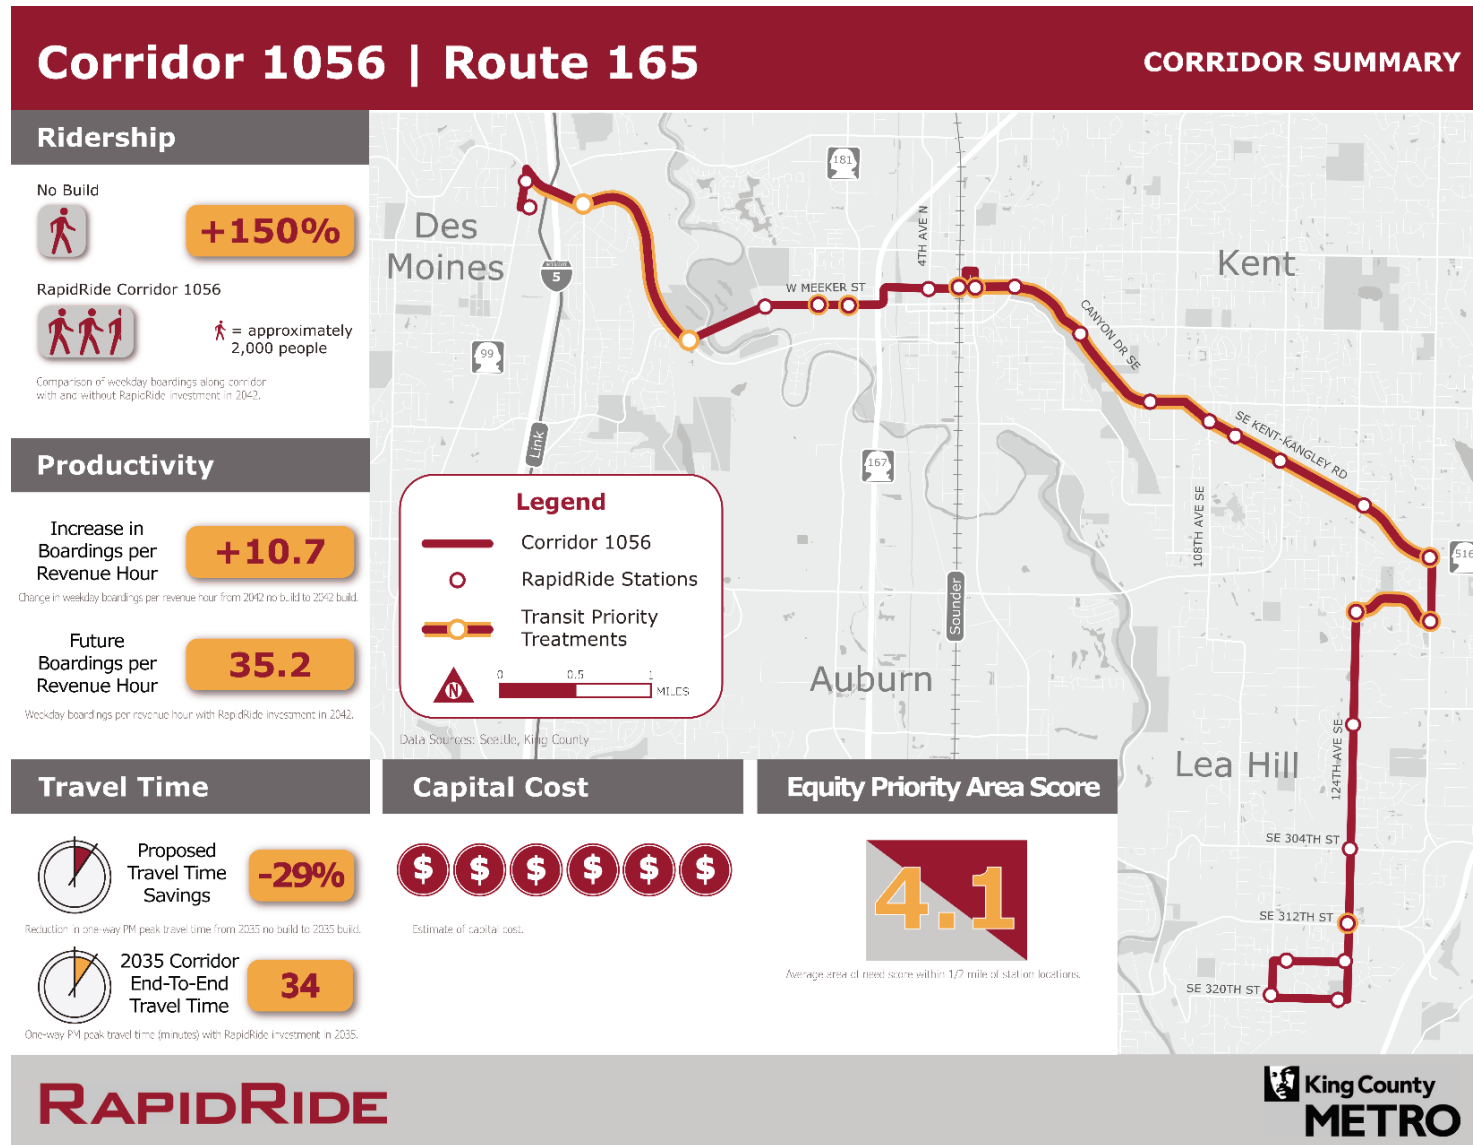 Corridor 1056 | Route 165
CORRIDOR SUMMARY
Ridership
No Build
+150%
RapidRide Corridor 1056
= approximately
2,000 people
Comparison of weekday boardings along corridor
with and without RapidRide investment in 2042.
Productivity
Increase in
Boardings per
Revenue Hour
+10.7
Change in weekday boardings per revenue hour from 2042 no build to 2042 build.
Future
Boardings per
Revenue Hour
35.2
Weekday boardings per revenue hour with RapidRide investment in 2042.
Des
Moines
181
4TH AVE N
Kent
5
W MEEKER ST
CANYON DR SE
99
Link
SE KENT-KANGLEY RD
167
108TH AVE SE
516
Legend
Corridor 1056
RapidRide Stations
Transit Priority
Treatments
N
0 0.5 1
MILES
Sounder
Auburn
Data Sources: Seattle, King County
Lea Hill
124TH AVE SE
SE 304TH ST
SE 312TH ST
SE 320TH ST
Travel Time
Proposed
Travel Time
Savings
-29%
Reduction in one-way PM peak travel time from 2035 no build to 2035 build.
2035 Corridor
End-To-End
Travel Time
34
One-way PM peak travel time (minutes) with RapidRide investment in 2035.
Capital Cost
$ $ $ $ $ $
Estimate of capital cost.
Equity Priority Area Score
4.1
Average area of need score within 1/2 mile of station locations.
RAPIDRIDE
King County
METRO